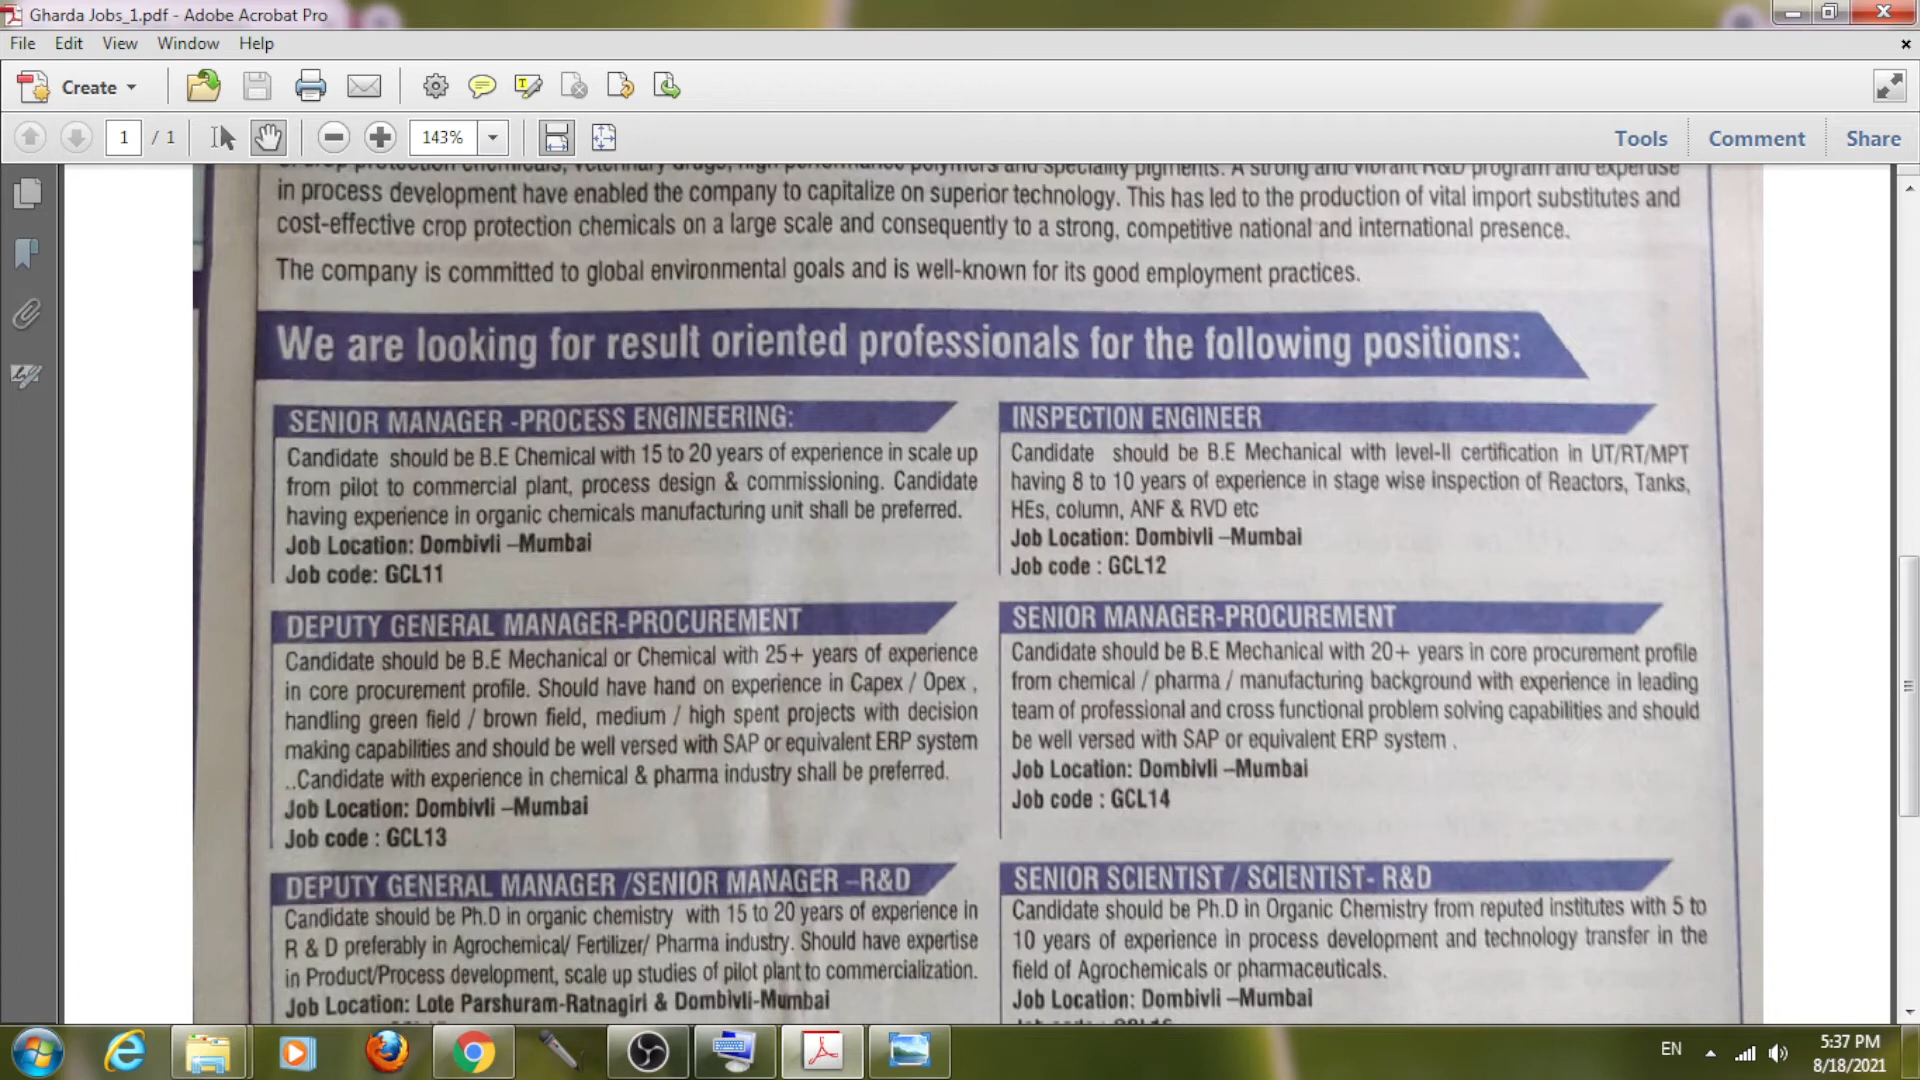 Gharda Jobs_1.pdf - Adobe Acrobat Pro
File Edit View Window Help
Create
1 / 1 143% Tools Comment Share
crop protection chemicals, veterinary drugs, high performance polymers and speciality pigments. A strong and vibrant R&D program and expertise
in process development have enabled the company to capitalize on superior technology. This has led to the production of vital import substitutes and
cost-effective crop protection chemicals on a large scale and consequently to a strong, competitive national and international presence.
The company is committed to global environmental goals and is well-known for its good employment practices.
We are looking for result oriented professionals for the following positions:
SENIOR MANAGER -PROCESS ENGINEERING:
Candidate should be B.E Chemical with 15 to 20 years of experience in scale up
from pilot to commercial plant, process design & commissioning. Candidate
having experience in organic chemicals manufacturing unit shall be preferred.
Job Location: Dombivli –Mumbai
Job code: GCL11
INSPECTION ENGINEER
Candidate should be B.E Mechanical with level-II certification in UT/RT/MPT
having 8 to 10 years of experience in stage wise inspection of Reactors, Tanks,
HEs, column, ANF & RVD etc
Job Location: Dombivli –Mumbai
Job code : GCL12
DEPUTY GENERAL MANAGER-PROCUREMENT
Candidate should be B.E Mechanical or Chemical with 25+ years of experience
in core procurement profile. Should have hand on experience in Capex / Opex ,
handling green field / brown field, medium / high spent projects with decision
making capabilities and should be well versed with SAP or equivalent ERP system
..Candidate with experience in chemical & pharma industry shall be preferred.
Job Location: Dombivli –Mumbai
Job code : GCL13
SENIOR MANAGER-PROCUREMENT
Candidate should be B.E Mechanical with 20+ years in core procurement profile
from chemical / pharma / manufacturing background with experience in leading
team of professional and cross functional problem solving capabilities and should
be well versed with SAP or equivalent ERP system .
Job Location: Dombivli –Mumbai
Job code : GCL14
DEPUTY GENERAL MANAGER /SENIOR MANAGER –R&D
Candidate should be Ph.D in organic chemistry with 15 to 20 years of experience in
R & D preferably in Agrochemical/ Fertilizer/ Pharma industry. Should have expertise
in Product/Process development, scale up studies of pilot plant to commercialization.
Job Location: Lote Parshuram-Ratnagiri & Dombivli-Mumbai
SENIOR SCIENTIST / SCIENTIST- R&D
Candidate should be Ph.D in Organic Chemistry from reputed institutes with 5 to
10 years of experience in process development and technology transfer in the
field of Agrochemicals or pharmaceuticals.
Job Location: Dombivli –Mumbai
EN
5:37 PM
8/18/2021